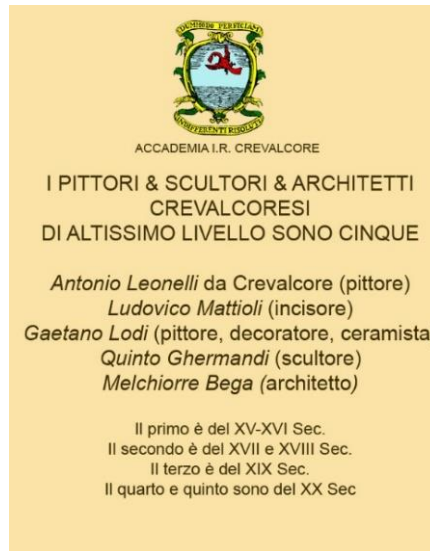 ACCADEMIA I.R. CREVALCORE
I PITTORI & SCULTORI & ARCHITETTI
CREVALCORESI
DI ALTISSIMO LIVELLO SONO CINQUE
Antonio Leonelli da Crevalcore (pittore)
Ludovico Mattioli (incisore)
Gaetano Lodi (pittore, decoratore, ceramista
Quinto Ghermandi (scultore)
Melchiorre Bega (architetto)
Il primo è del XV-XVI Sec.
Il secondo è del XVII e XVIII Sec.
Il terzo è del XIX Sec.
Il quarto e quinto sono del XX Sec